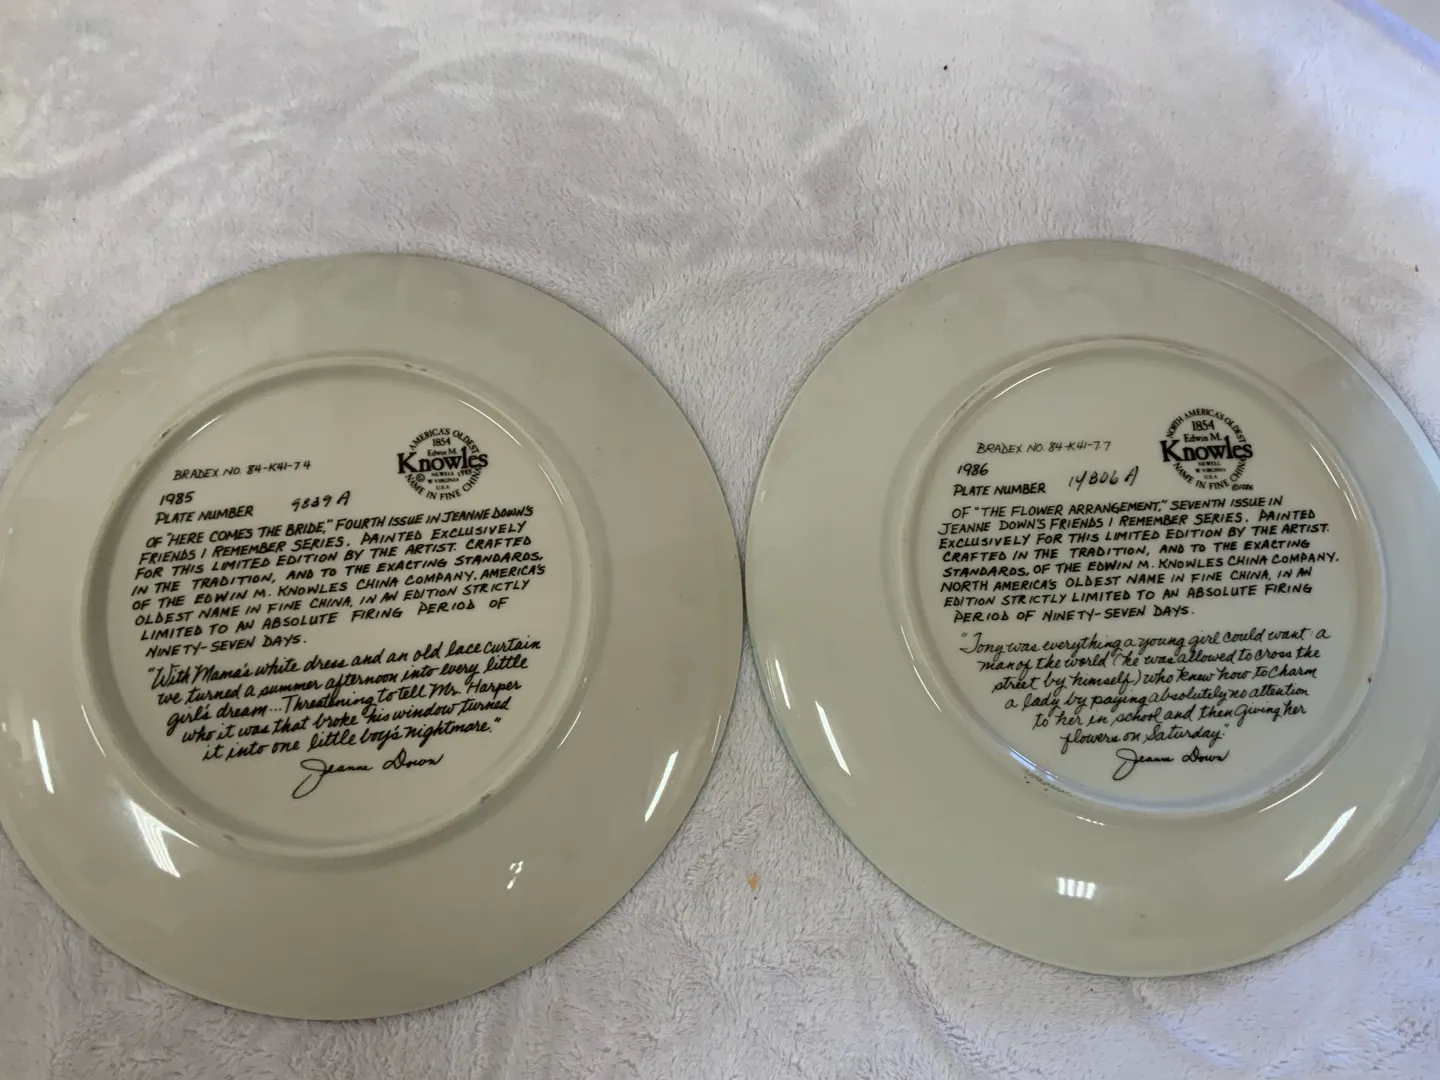 BRADEX NO. 84-K41-7.4
1985
PLATE NUMBER 9839 A
AMERICA'S OLDEST
1854
Edwin M.
Knowles
NEWELL
W. VIRGINIA
U.S.A.
© 1985
NAME IN FINE CHINA
OF "HERE COMES THE BRIDE," FOURTH ISSUE IN JEANNE DOWN'S
FRIENDS I REMEMBER SERIES. PAINTED EXCLUSIVELY
FOR THIS LIMITED EDITION BY THE ARTIST. CRAFTED
IN THE TRADITION, AND TO THE EXACTING STANDARDS,
OF THE EDWIN M. KNOWLES CHINA COMPANY, AMERICA'S
OLDEST NAME IN FINE CHINA, IN AN EDITION STRICTLY
LIMITED TO AN ABSOLUTE FIRING PERIOD OF
NINETY-SEVEN DAYS.
"With Mama's white dress and an old lace curtain
we turned a summer afternoon into every little
girl's dream... Threatening to tell Mr. Harper
who it was that broke his window turned
it into one little boy's nightmare."
Jeanne Down
BRADEX NO. 84-K41-7.7
1986
PLATE NUMBER 14806 A
NORTH AMERICA'S OLDEST
1854
Edwin M.
Knowles
NEWELL
W. VIRGINIA
U.S.A.
NAME IN FINE CHINA
©1986
OF "THE FLOWER ARRANGEMENT," SEVENTH ISSUE IN
JEANNE DOWN'S FRIENDS I REMEMBER SERIES. PAINTED
EXCLUSIVELY FOR THIS LIMITED EDITION BY THE ARTIST.
CRAFTED IN THE TRADITION, AND TO THE EXACTING
STANDARDS, OF THE EDWIN M. KNOWLES CHINA COMPANY.
NORTH AMERICA'S OLDEST NAME IN FINE CHINA, IN AN
EDITION STRICTLY LIMITED TO AN ABSOLUTE FIRING
PERIOD OF NINETY-SEVEN DAYS.
"Tony was everything a young girl could want: a
man of the world (he was allowed to cross the
street by himself) who knew how to charm
a lady by paying absolutely no attention
to her in school and then giving her
flowers on Saturday."
Jeanne Down